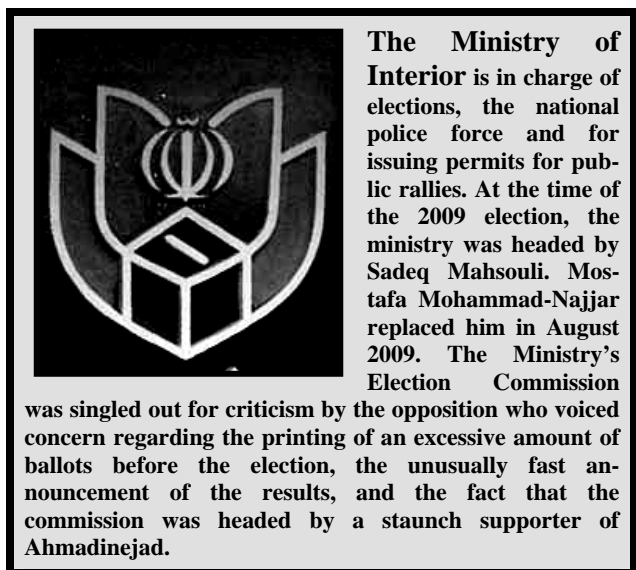 The Ministry of
Interior is in charge of
elections, the national
police force and for
issuing permits for pub-
lic rallies. At the time of
the 2009 election, the
ministry was headed by
Sadeq Mahsouli. Mos-
tafa Mohammad-Najjar
replaced him in August
2009. The Ministry's
Election Commission
was singled out for criticism by the opposition who voiced
concern regarding the printing of an excessive amount of
ballots before the election, the unusually fast an-
nouncement of the results, and the fact that the
commission was headed by a staunch supporter of
Ahmadinejad.